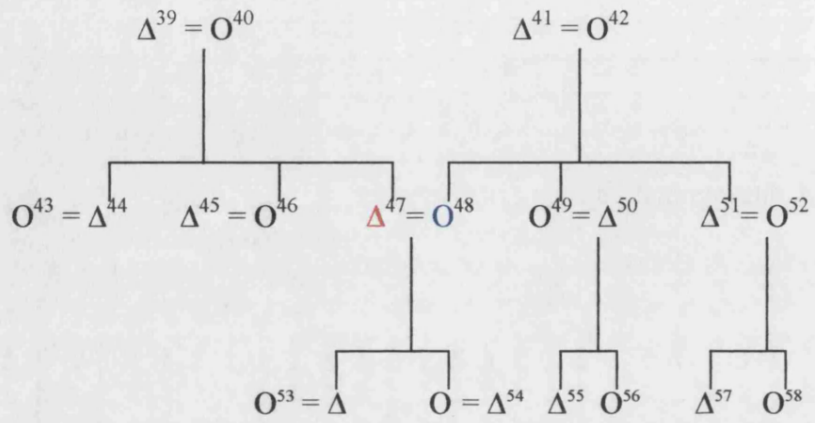 Δ³⁹ = O⁴⁰ Δ⁴¹ = O⁴²
O⁴³ = Δ⁴⁴ Δ⁴⁵ = O⁴⁶ Δ⁴⁷ = O⁴⁸ O⁴⁹ = Δ⁵⁰ Δ⁵¹ = O⁵²
O⁵³ = Δ O = Δ⁵⁴ Δ⁵⁵ O⁵⁶ Δ⁵⁷ O⁵⁸